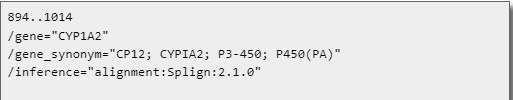 894..1014
/gene="CYP1A2"
/gene_synonym="CP12; CYPIA2; P3-450; P450(PA)"
/inference="alignment:Splign:2.1.0"